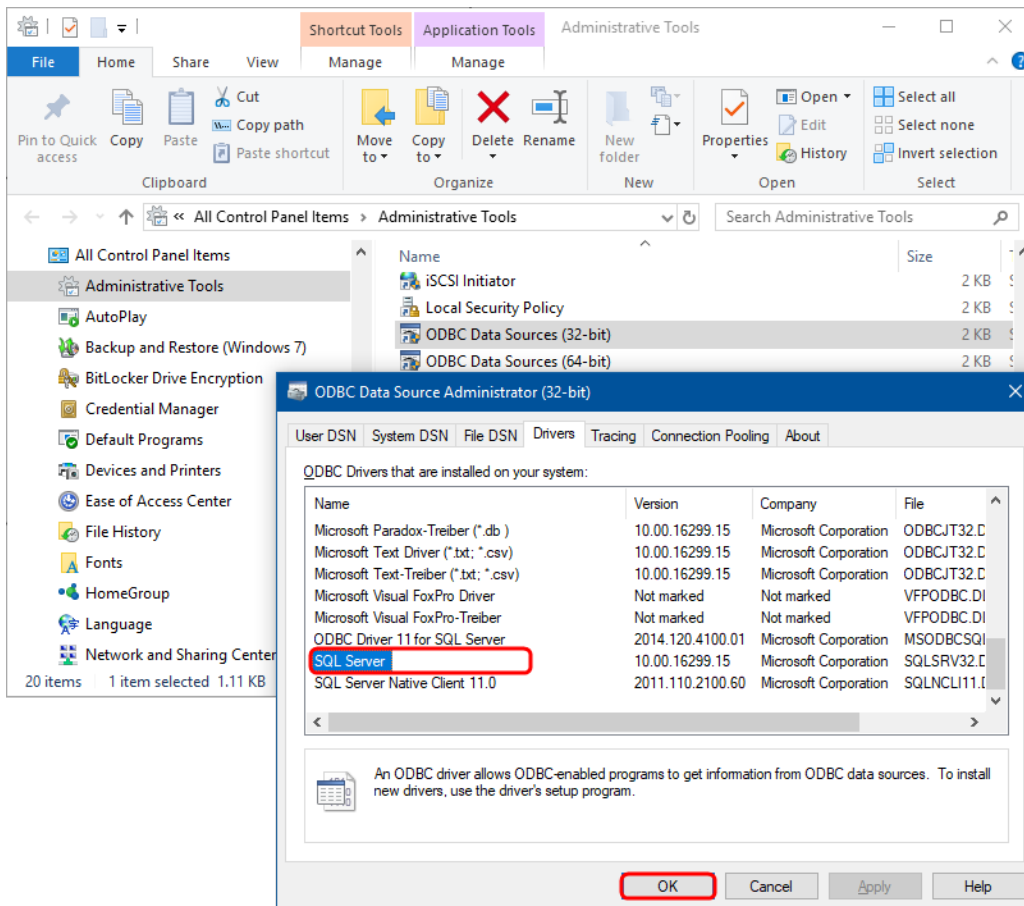 Shortcut Tools
Application Tools
Administrative Tools
File
Home
Share
View
Manage
Manage
?
Pin to Quick access
Copy
Paste
Cut
Copy path
Paste shortcut
Clipboard
Move to
Copy to
Delete
Rename
Organize
New folder
New
Properties
Open
Edit
History
Open
Select all
Select none
Invert selection
Select
« All Control Panel Items > Administrative Tools
Search Administrative Tools
All Control Panel Items
Administrative Tools
AutoPlay
Backup and Restore (Windows 7)
BitLocker Drive Encryption
Credential Manager
Default Programs
Devices and Printers
Ease of Access Center
File History
Fonts
HomeGroup
Language
Network and Sharing Center
Name Size
iSCSI Initiator 2 KB
Local Security Policy 2 KB
ODBC Data Sources (32-bit) 2 KB
ODBC Data Sources (64-bit) 2 KB
20 items 1 item selected 1.11 KB
ODBC Data Source Administrator (32-bit)
User DSN System DSN File DSN Drivers Tracing Connection Pooling About
ODBC Drivers that are installed on your system:
Name Version Company File
Microsoft Paradox-Treiber (*.db ) 10.00.16299.15 Microsoft Corporation ODBCJT32.D
Microsoft Text Driver (*.txt; *.csv) 10.00.16299.15 Microsoft Corporation ODBCJT32.D
Microsoft Text-Treiber (*.txt; *.csv) 10.00.16299.15 Microsoft Corporation ODBCJT32.D
Microsoft Visual FoxPro Driver Not marked Not marked VFPODBC.Dl
Microsoft Visual FoxPro-Treiber Not marked Not marked VFPODBC.Dl
ODBC Driver 11 for SQL Server 2014.120.4100.01 Microsoft Corporation MSODBCSQl
SQL Server 10.00.16299.15 Microsoft Corporation SQLSRV32.D
SQL Server Native Client 11.0 2011.110.2100.60 Microsoft Corporation SQLNCLI11.
An ODBC driver allows ODBC-enabled programs to get information from ODBC data sources.  To install
new drivers, use the driver's setup program.
OK Cancel Apply Help